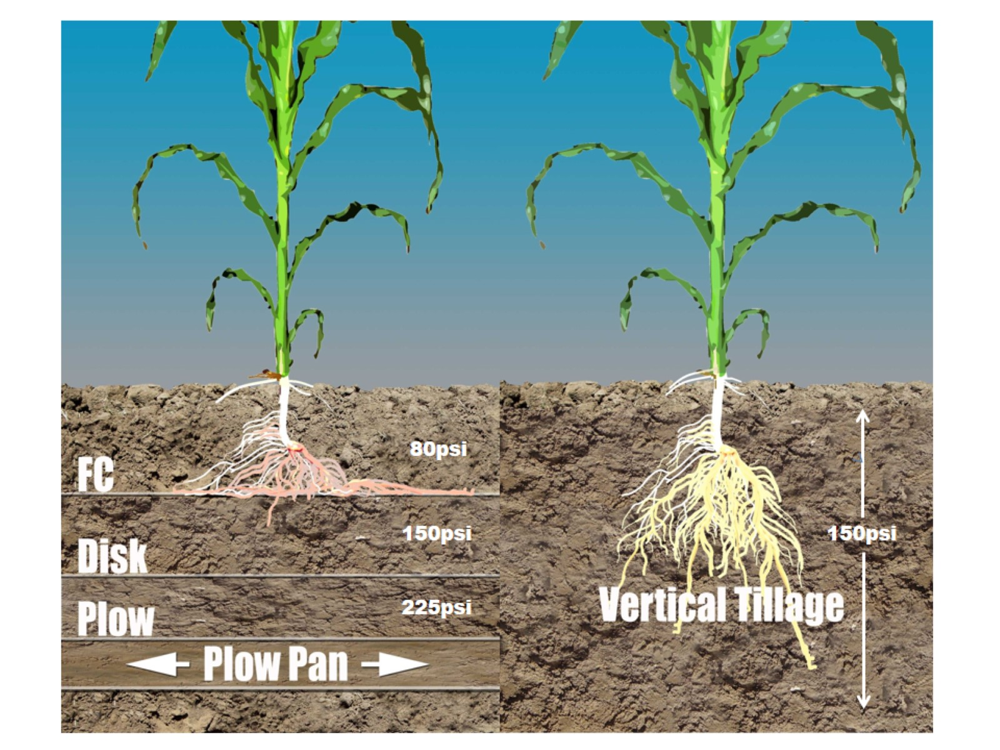 80psi
FC
150psi
Disk
225psi
Plow
Plow Pan
150psi
Vertical Tillage